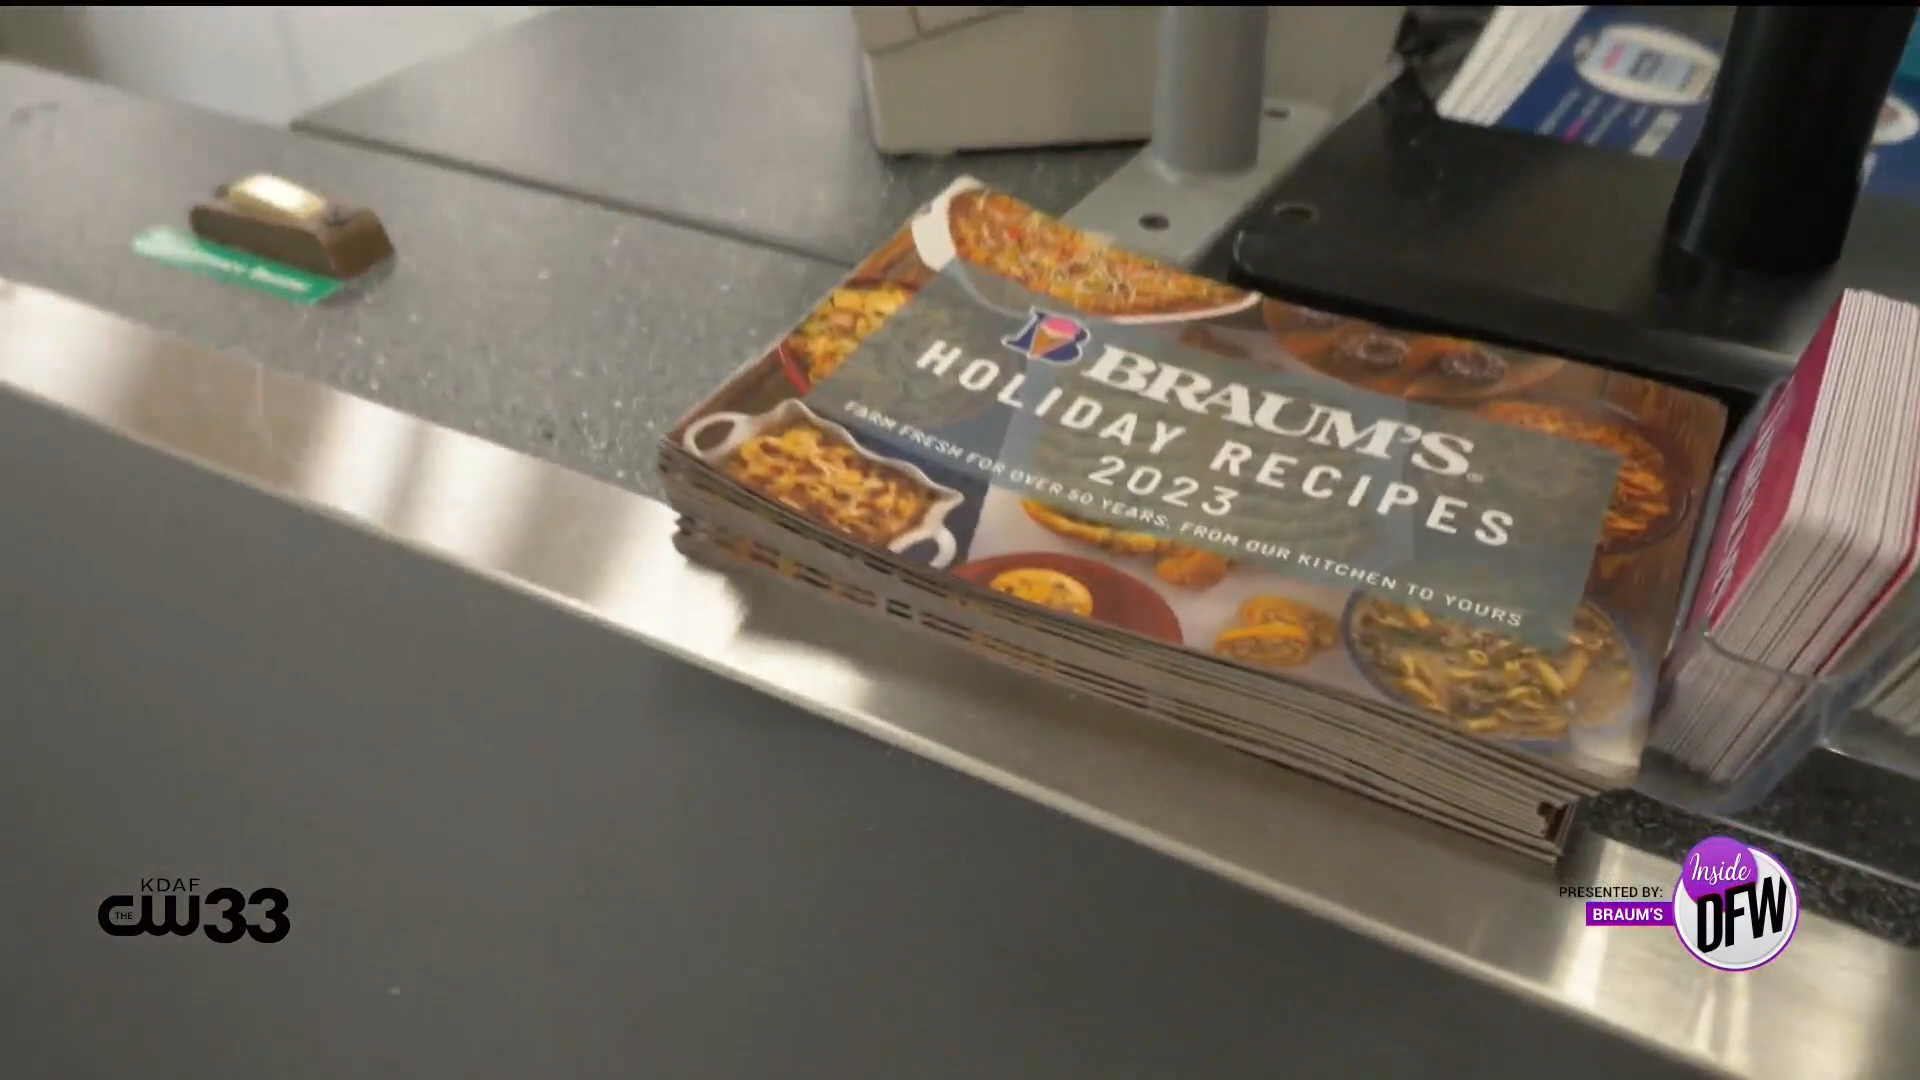 BRAUM'S
HOLIDAY RECIPES
2023
FARM FRESH FOR OVER 50 YEARS, FROM OUR KITCHEN TO YOURS
KDAF
THE CW33
PRESENTED BY:
BRAUM'S
Inside
DFW